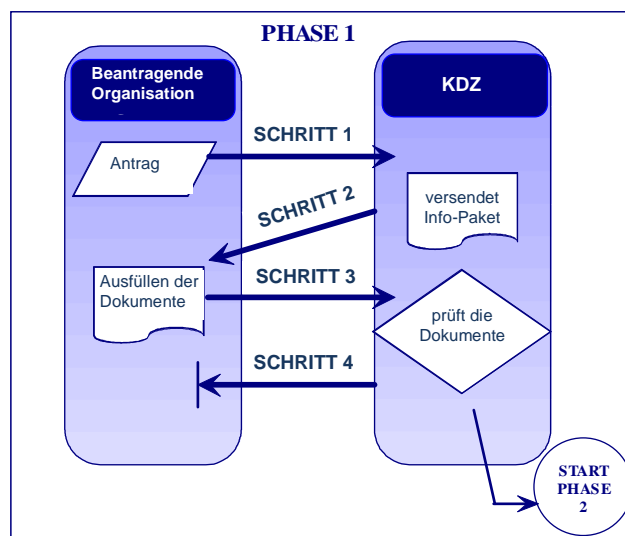 PHASE 1
Beantragende
Organisation
KDZ
SCHRITT 1
Antrag
SCHRITT 2
versendet
Info-Paket
Ausfüllen der
Dokumente
SCHRITT 3
prüft die
Dokumente
SCHRITT 4
START
PHASE
2